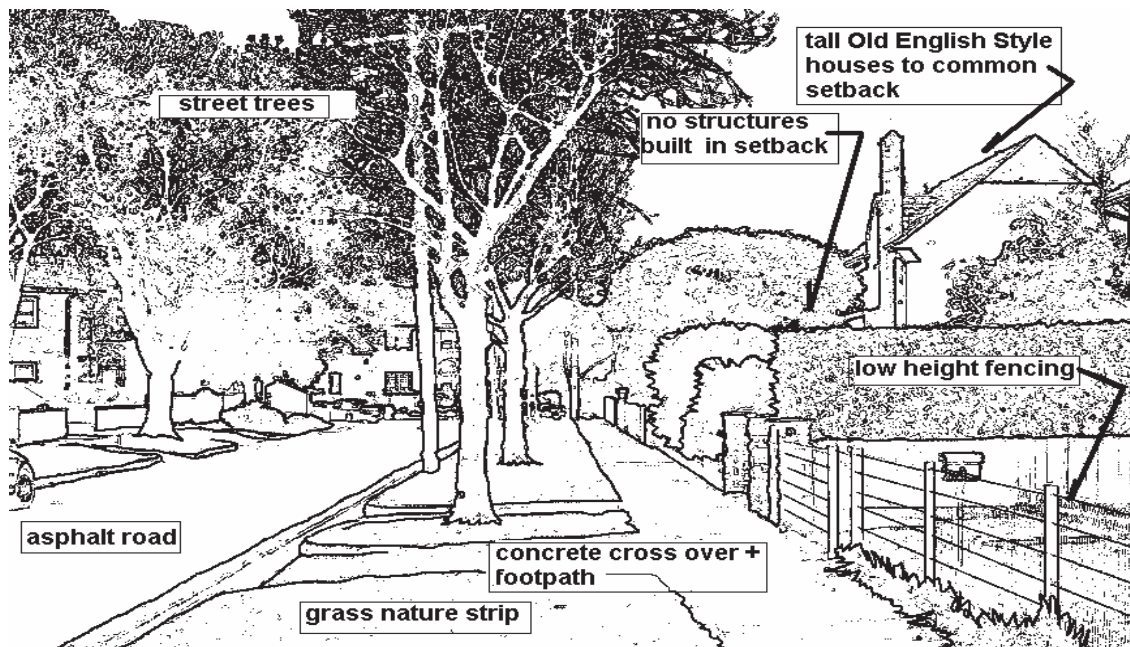 tall Old English Style
houses to common
setback
street trees
no structures
built in setback
low height fencing
asphalt road
concrete cross over +
footpath
grass nature strip